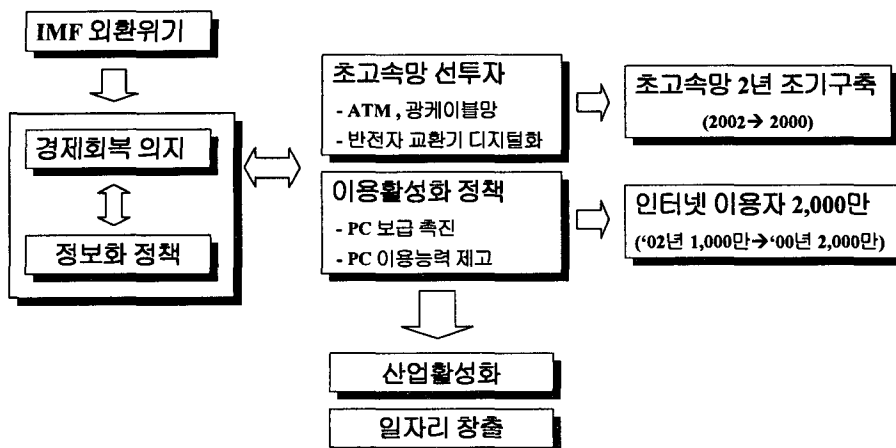 IMF 외환위기
경제회복 의지
정보화 정책
초고속망 선투자
- ATM , 광케이블망
- 반전자 교환기 디지털화
이용활성화 정책
- PC 보급 촉진
- PC 이용능력 제고
초고속망 2년 조기구축
(2002→ 2000)
인터넷 이용자 2,000만
(‘02년 1,000만→‘00년 2,000만)
산업활성화
일자리 창출